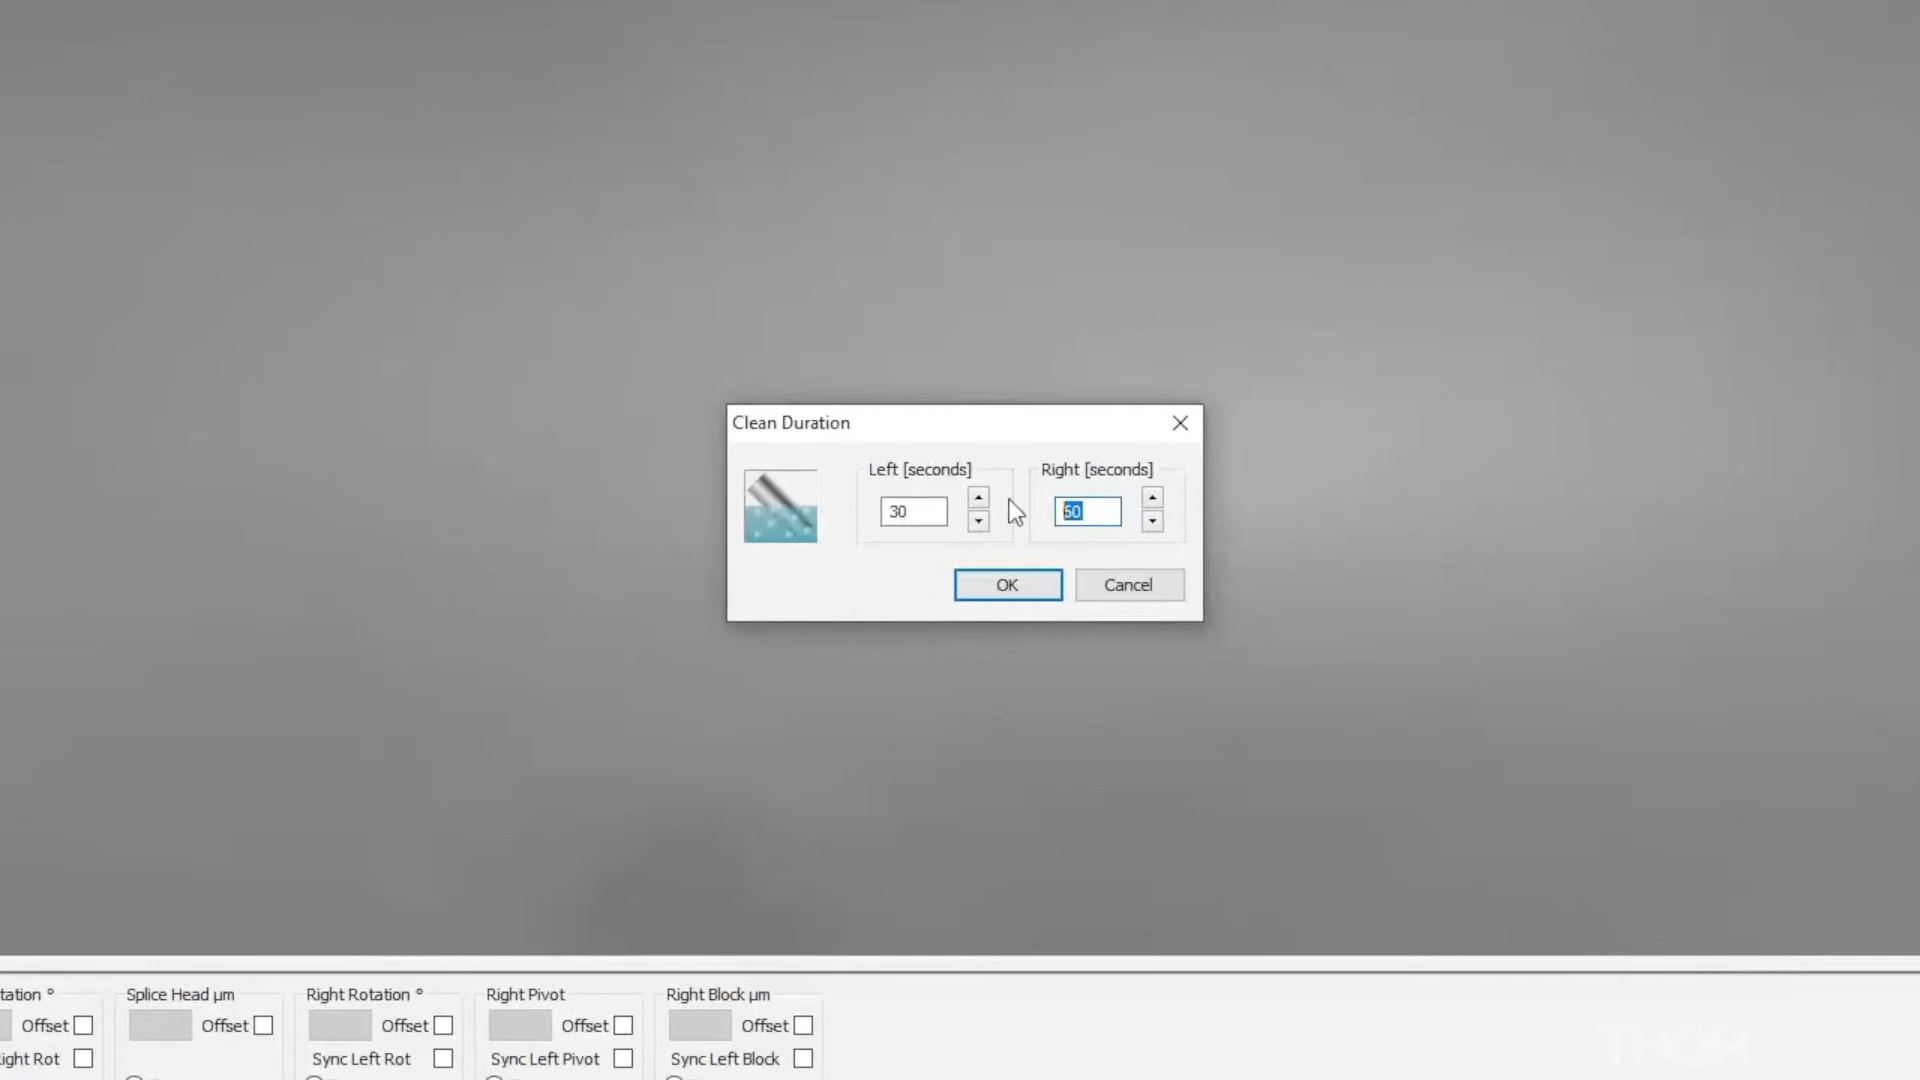 Clean Duration
Left [seconds] Right [seconds]
30 50
OK Cancel
tation ° Splice Head µm Right Rotation ° Right Pivot Right Block µm
Offset Offset Offset Offset Offset
ight Rot Sync Left Rot Sync Left Pivot Sync Left Block
THOR